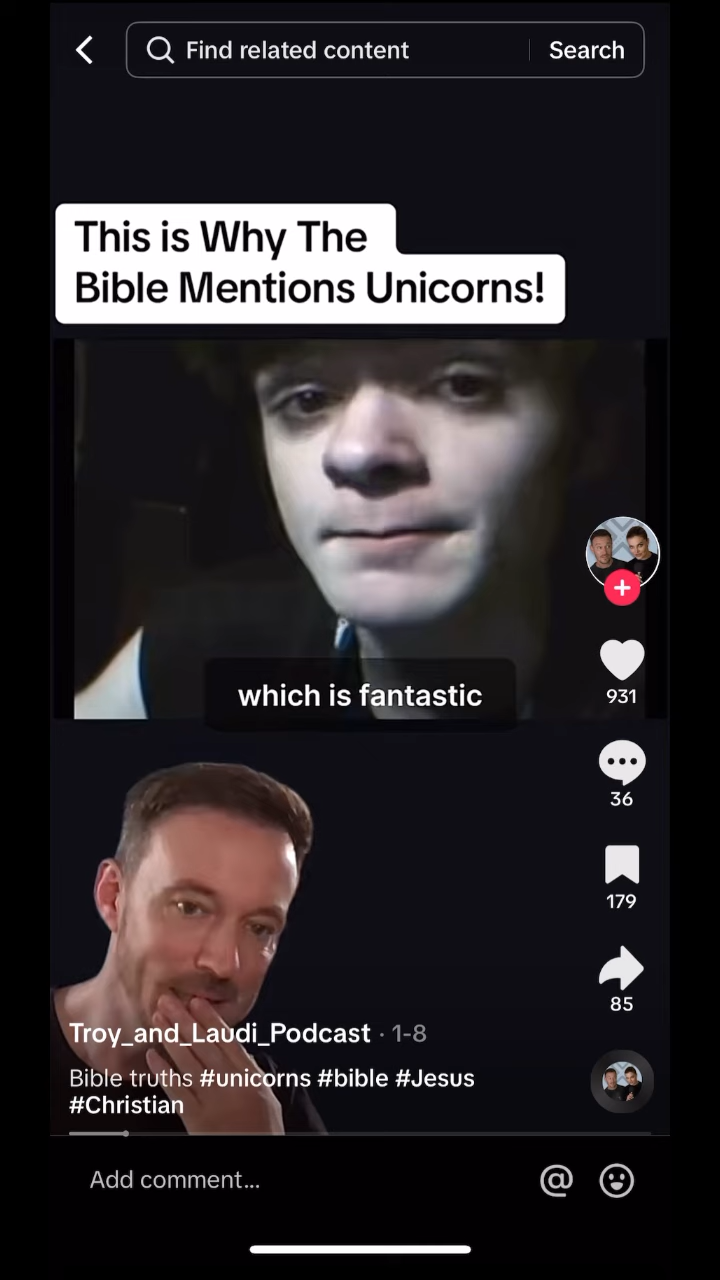 Find related content
Search
This is Why The
Bible Mentions Unicorns!
which is fantastic
931
36
179
85
Troy_and_Laudi_Podcast · 1-8
Bible truths #unicorns #bible #Jesus
#Christian
Add comment...
@